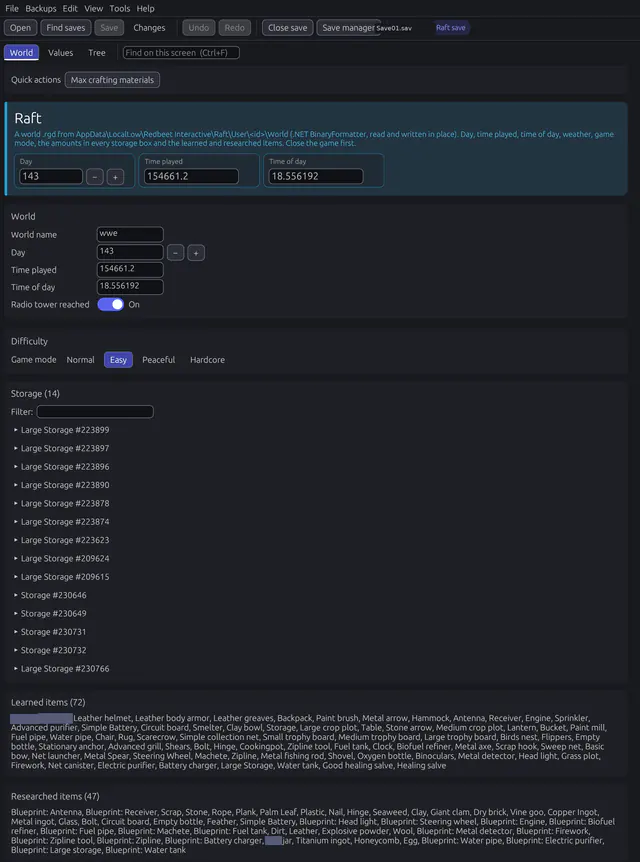 File Backups Edit View Tools Help
Open Find saves Save Changes Undo Redo Close save Save manager Save01.sav Raft save
World Values Tree Find on this screen (Ctrl+F)
Quick actions Max crafting materials
Raft
A world .rgd from AppData\LocalLow\Redbeet Interactive\Raft\User\<id>\World (.NET BinaryFormatter, read and written in place). Day, time played, time of day, weather, game
mode, the amounts in every storage box and the learned and researched items. Close the game first.
Day Time played Time of day
143 − + 154661.2 18.556192
World
World name wwe
Day 143 − +
Time played 154661.2
Time of day 18.556192
Radio tower reached On
Difficulty
Game mode Normal Easy Peaceful Hardcore
Storage (14)
Filter:
Large Storage #223899
Large Storage #223897
Large Storage #223896
Large Storage #223890
Large Storage #223878
Large Storage #223874
Large Storage #223623
Large Storage #209624
Large Storage #209615
Storage #230646
Storage #230649
Storage #230731
Storage #230732
Large Storage #230766
Learned items (72)
Leather helmet, Leather body armor, Leather greaves, Backpack, Paint brush, Metal arrow, Hammock, Antenna, Receiver, Engine, Sprinkler,
Advanced purifier, Simple Battery, Circuit board, Smelter, Clay bowl, Storage, Large crop plot, Table, Stone arrow, Medium crop plot, Lantern, Bucket, Paint mill,
Fuel pipe, Water pipe, Chair, Rug, Scarecrow, Simple collection net, Small trophy board, Medium trophy board, Large trophy board, Birds nest, Flippers, Empty
bottle, Stationary anchor, Advanced grill, Shears, Bolt, Hinge, Cookingpot, Zipline tool, Fuel tank, Clock, Biofuel refiner, Metal axe, Scrap hook, Sweep net, Basic
bow, Net launcher, Metal Spear, Steering Wheel, Machete, Zipline, Metal fishing rod, Shovel, Oxygen bottle, Binoculars, Metal detector, Head light, Grass plot,
Firework, Net canister, Electric purifier, Battery charger, Large Storage, Water tank, Good healing salve, Healing salve
Researched items (47)
Blueprint: Antenna, Blueprint: Receiver, Scrap, Stone, Rope, Plank, Palm Leaf, Plastic, Nail, Hinge, Seaweed, Clay, Giant clam, Dry brick, Vine goo, Copper Ingot,
Metal ingot, Glass, Bolt, Circuit board, Empty bottle, Feather, Simple Battery, Blueprint: Head light, Blueprint: Steering wheel, Blueprint: Engine, Blueprint: Biofuel
refiner, Blueprint: Fuel pipe, Blueprint: Machete, Blueprint: Fuel tank, Dirt, Leather, Explosive powder, Wool, Blueprint: Metal detector, Blueprint: Firework,
Blueprint: Zipline tool, Blueprint: Zipline, Blueprint: Battery charger, jar, Titanium ingot, Honeycomb, Egg, Blueprint: Water pipe, Blueprint: Electric purifier,
Blueprint: Large storage, Blueprint: Water tank